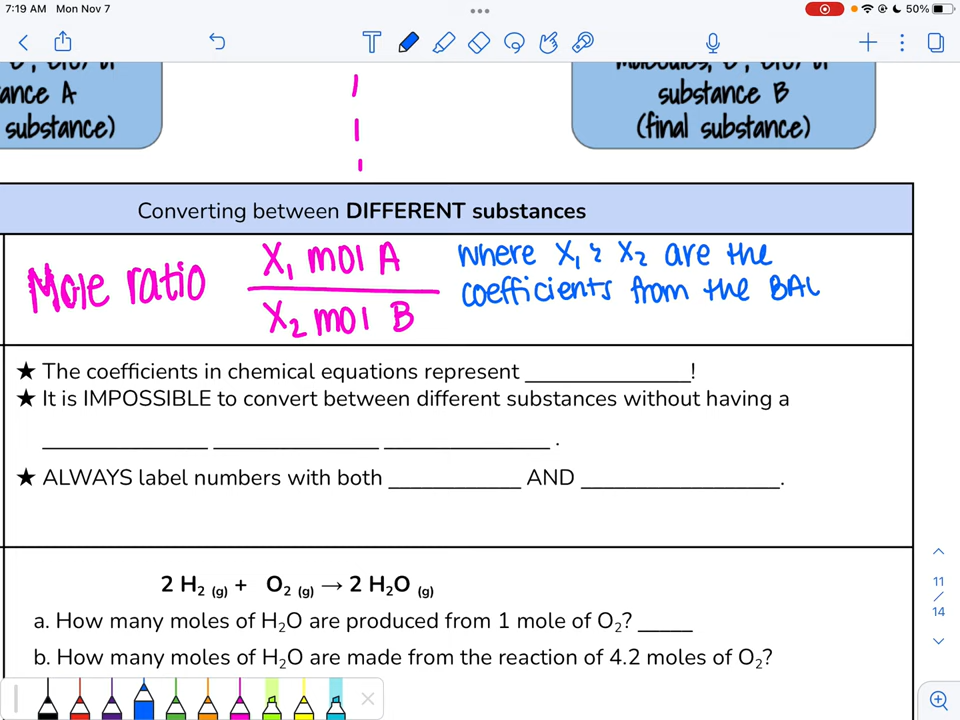 7:19 AM Mon Nov 7
50%
ance A
substance)
substance B
(final substance)
Converting between DIFFERENT substances
Mole ratio X₁ mol A where X₁ & X₂ are the
X₂ mol B coefficients from the BAL
★ The coefficients in chemical equations represent ______________!
★ It is IMPOSSIBLE to convert between different substances without having a
______________ ______________ ______________ .
★ ALWAYS label numbers with both ___________ AND _________________.
2 H₂ (g) + O₂ (g) → 2 H₂O (g)
a. How many moles of H₂O are produced from 1 mole of O₂? _____
b. How many moles of H₂O are made from the reaction of 4.2 moles of O₂?
11
/
14